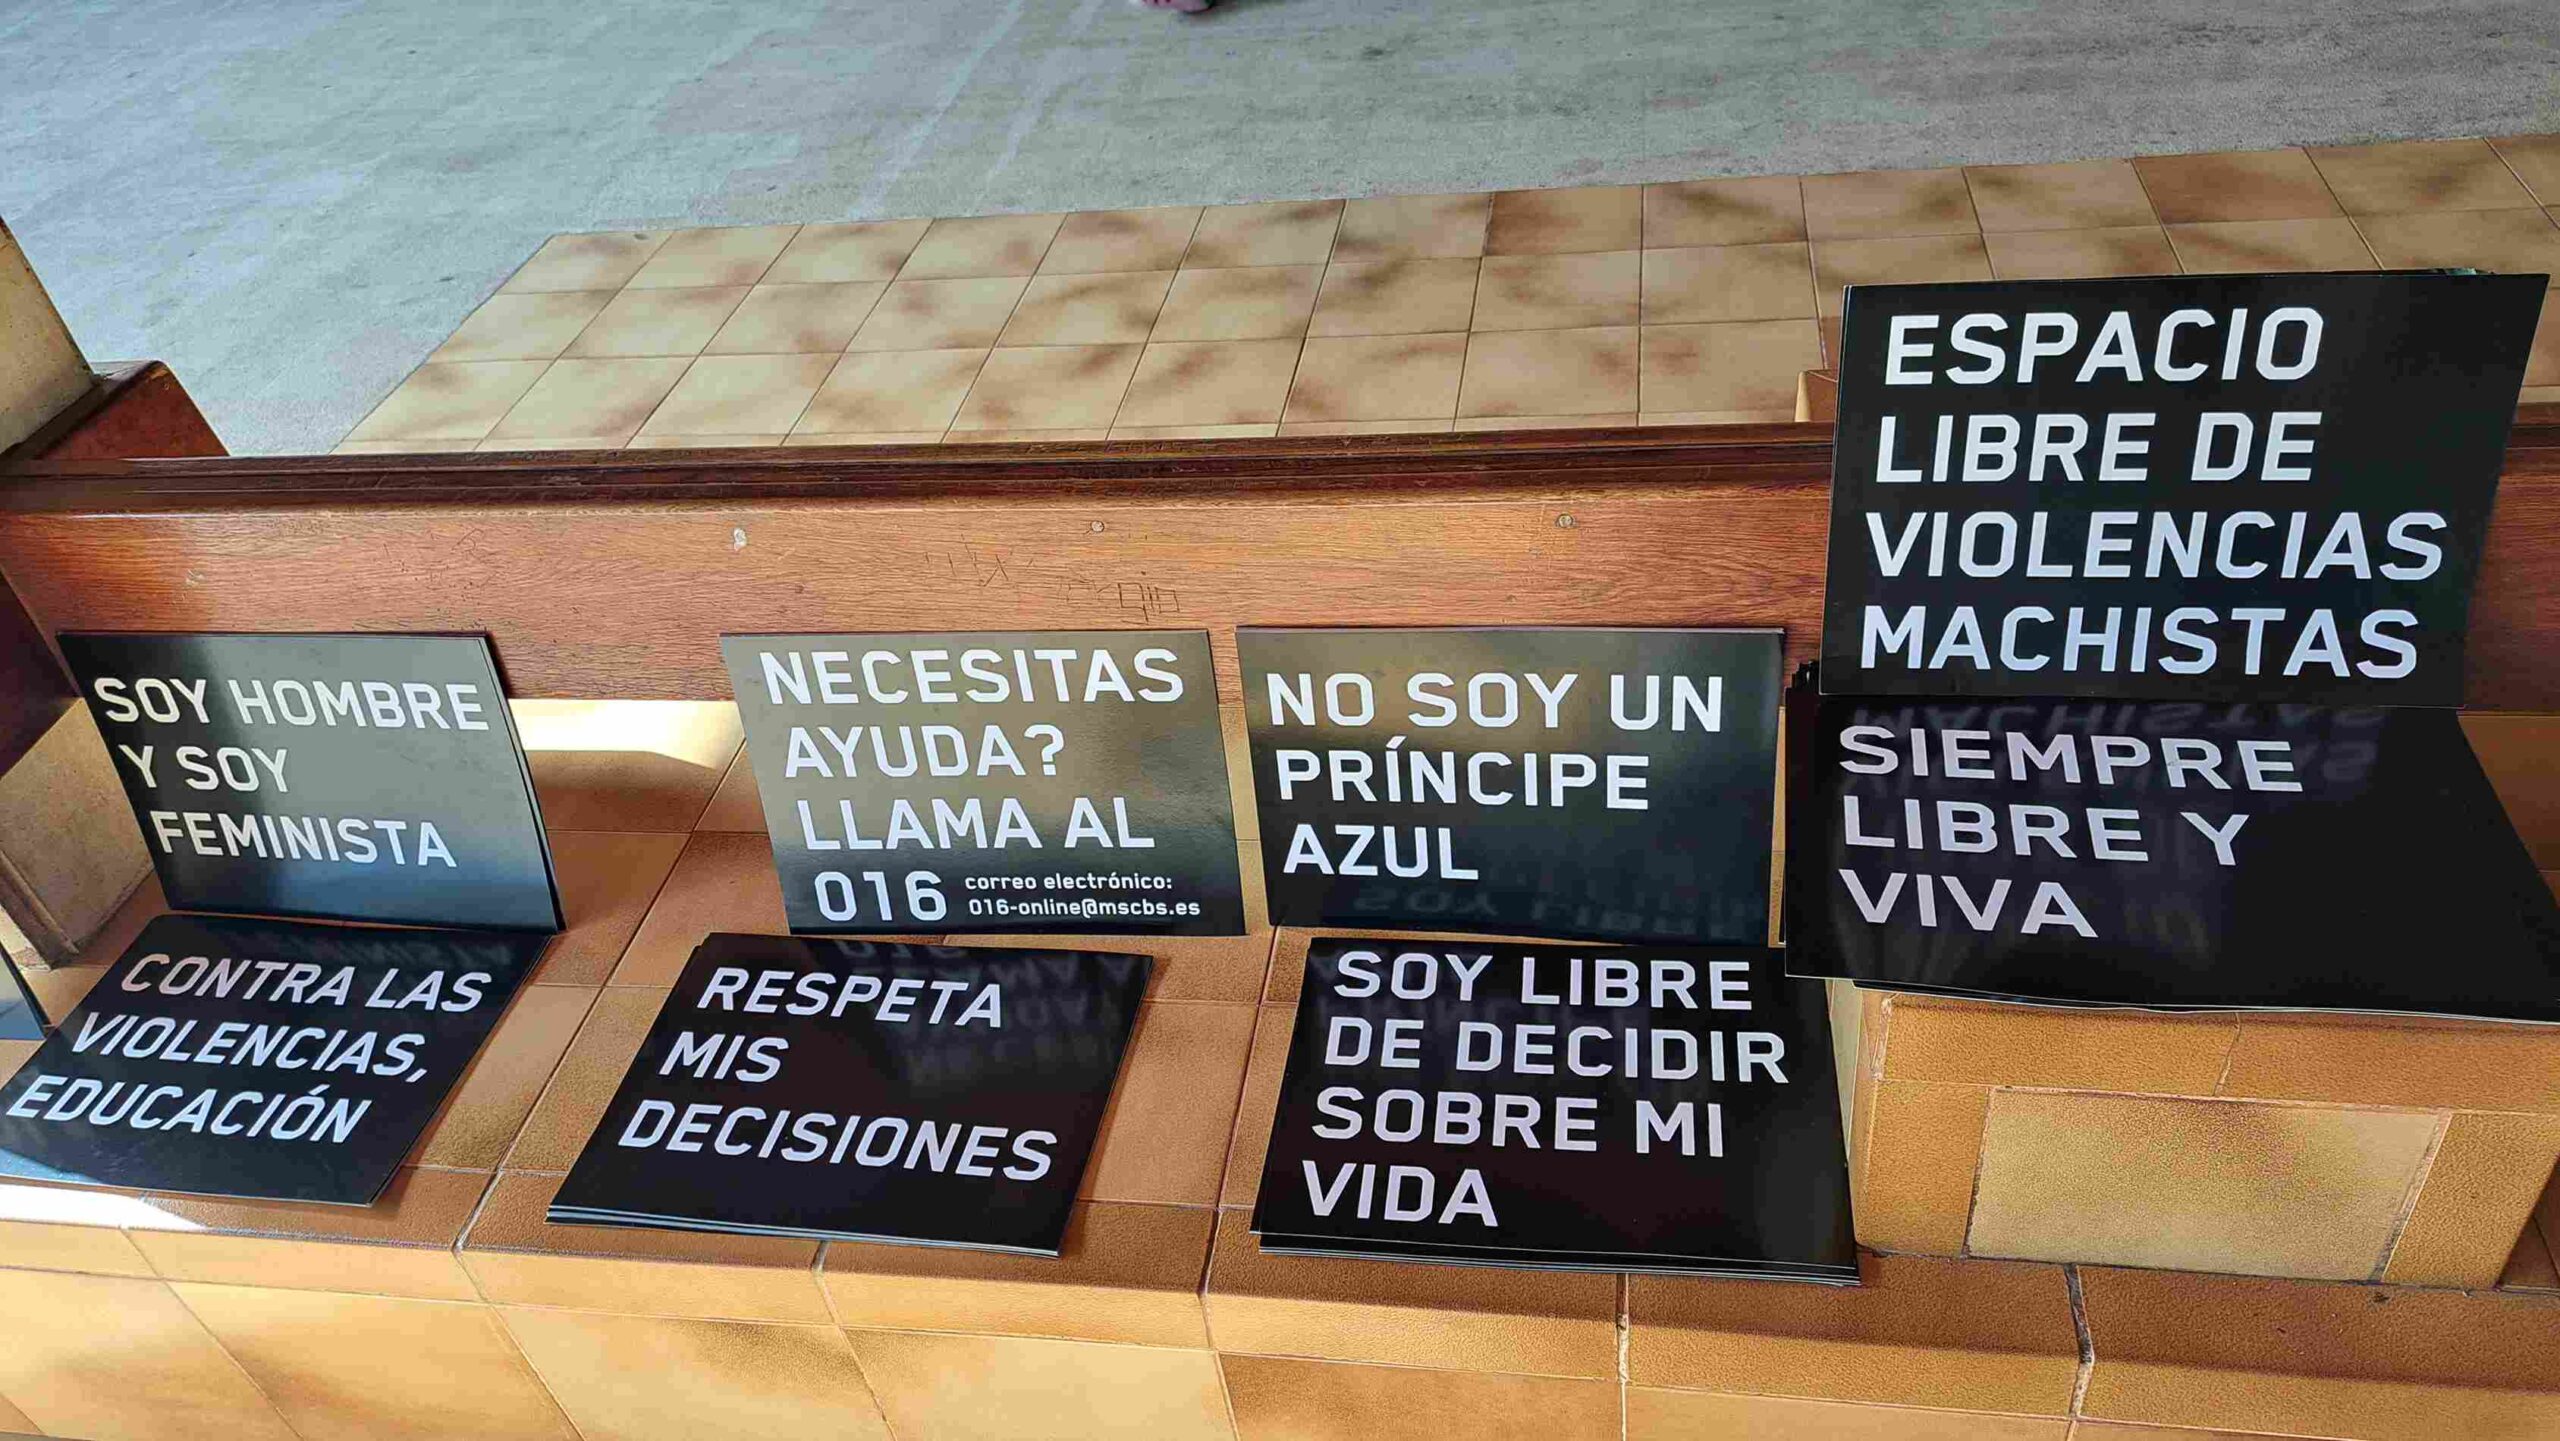 SOY HOMBRE
Y SOY
FEMINISTA
NECESITAS
AYUDA?
LLAMA AL
016
correo electrónico:
016-online@mscbs.es
NO SOY UN
PRÍNCIPE
AZUL
ESPACIO
LIBRE DE
VIOLENCIAS
MACHISTAS
CONTRA LAS
VIOLENCIAS,
EDUCACIÓN
RESPETA
MIS
DECISIONES
SOY LIBRE
DE DECIDIR
SOBRE MI
VIDA
SIEMPRE
LIBRE Y
VIVA